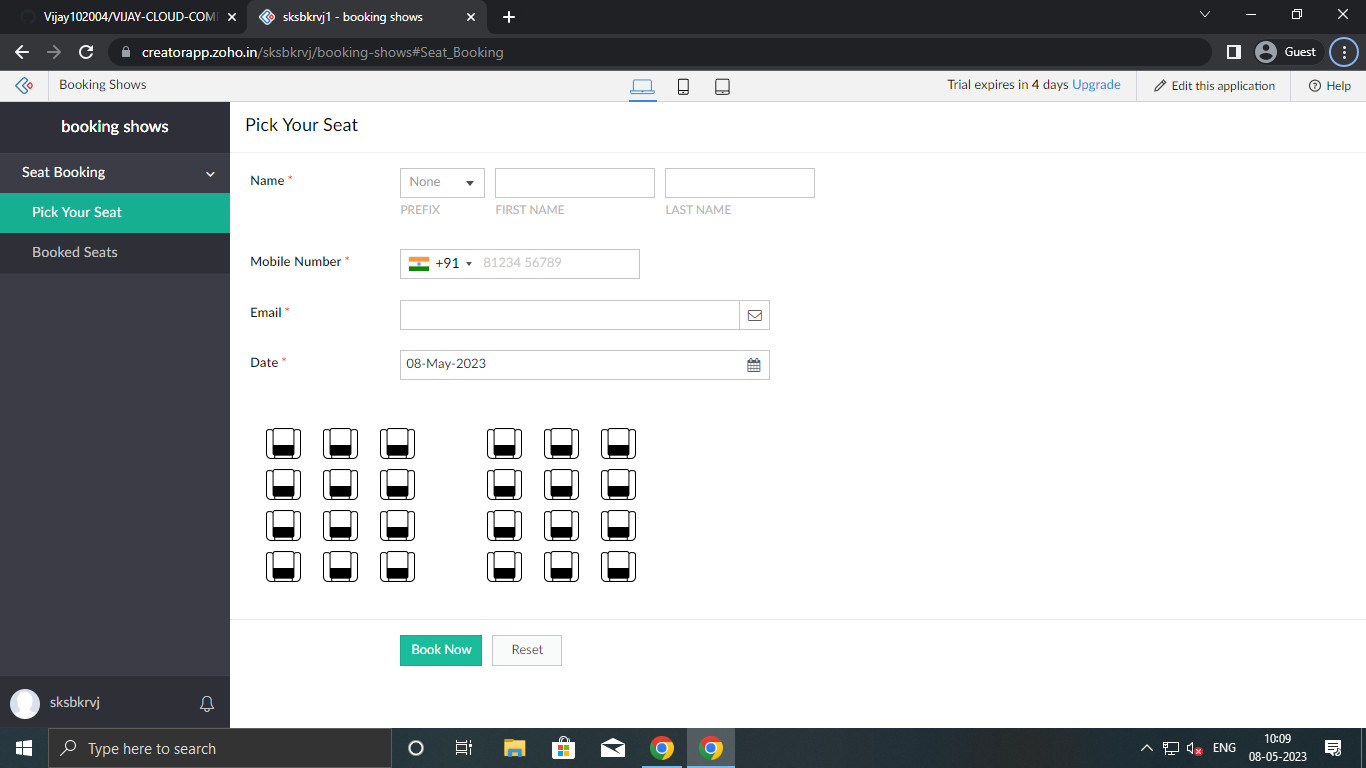 Vijay102004/VIJAY-CLOUD-COM
sksbkrvj1 - booking shows
creatorapp.zoho.in/sksbkrvj/booking-shows#Seat_Booking
Guest
Booking Shows
Trial expires in 4 days Upgrade
Edit this application
Help
booking shows
Pick Your Seat
Seat Booking
Pick Your Seat
Booked Seats
Name *
None
PREFIX
FIRST NAME
LAST NAME
Mobile Number *
+91
81234 56789
Email *
Date *
08-May-2023
Book Now
Reset
sksbkrvj
Type here to search
ENG
10:09
08-05-2023